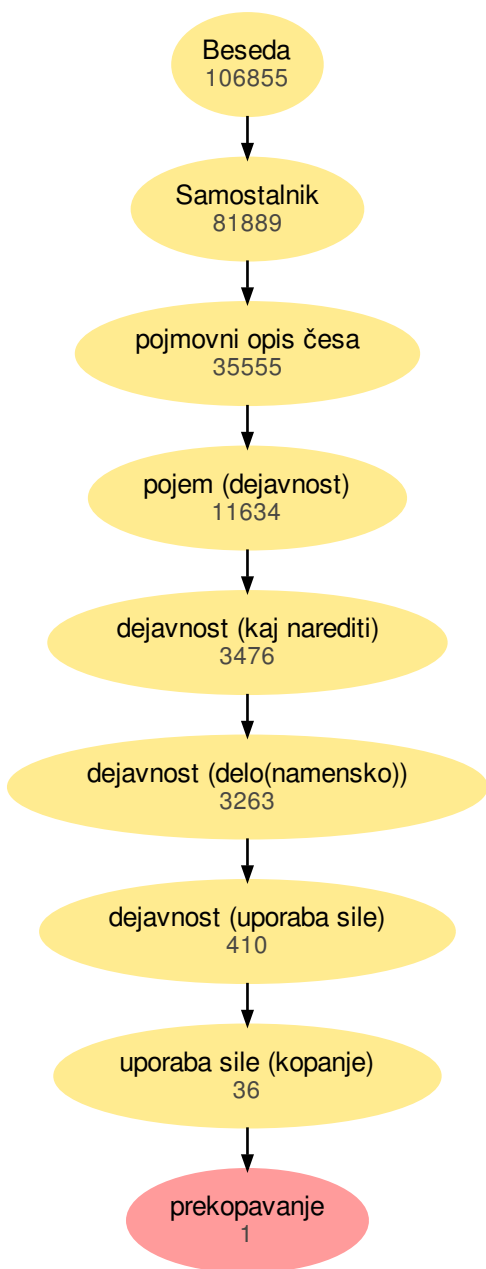 Beseda
106855
Samostalnik
81889
pojmovni opis česa
35555
pojem (dejavnost)
11634
dejavnost (kaj narediti)
3476
dejavnost (delo(namensko))
3263
dejavnost (uporaba sile)
410
uporaba sile (kopanje)
36
prekopavanje
1